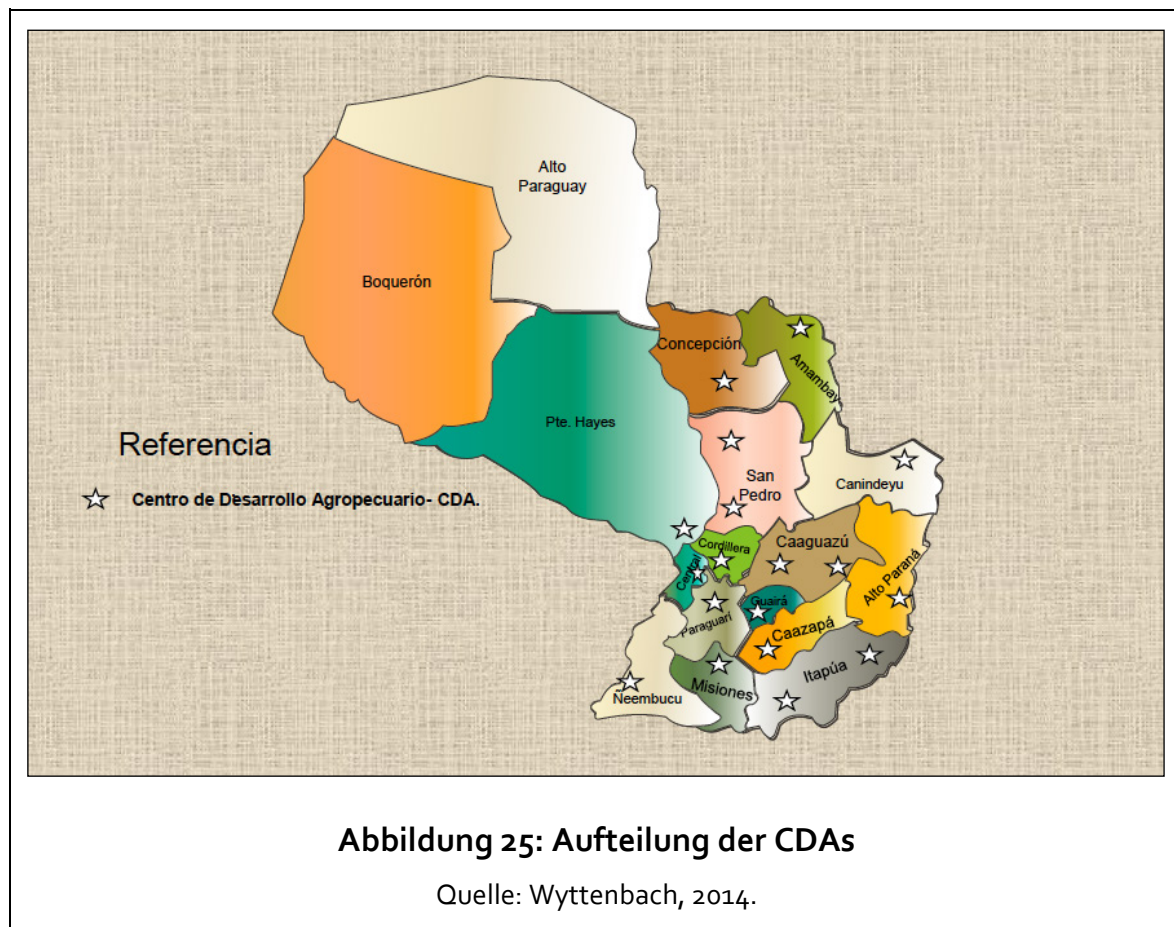 Alto
Paraguay
Boquerón
Concepción
Amambay
Pte. Hayes
Referencia
San
Pedro
Canindeyu
Centro de Desarrollo Agropecuario- CDA.
Cordillera
Caaguazú
Central
Alto Paraná
Guairá
Paraguarí
Caazapá
Itapúa
Misiones
Ñeembucu
Abbildung 25: Aufteilung der CDAs
Quelle: Wyttenbach, 2014.